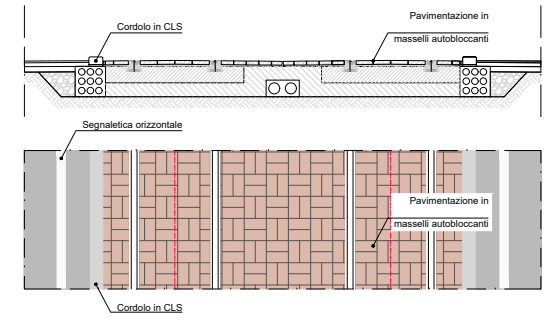 Cordolo in CLS
Pavimentazione in
masselli autobloccanti
Segnaletica orizzontale
Pavimentazione in
masselli autobloccanti
Cordolo in CLS